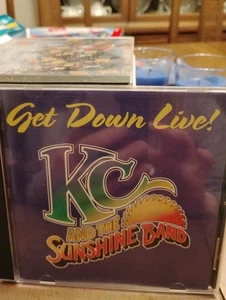 Get Down Live!
KC
AND THE
SUNSHINE BAND